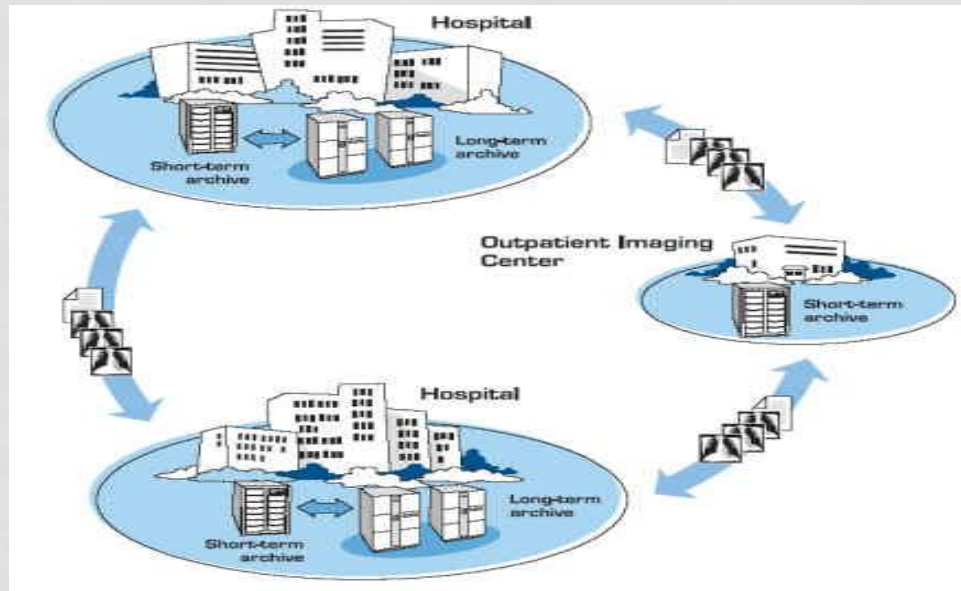 Hospital
Long-term
archive
Short-term
archive
Outpatient Imaging
Center
Short-term
archive
Hospital
Long-term
archive
Short-term
archive